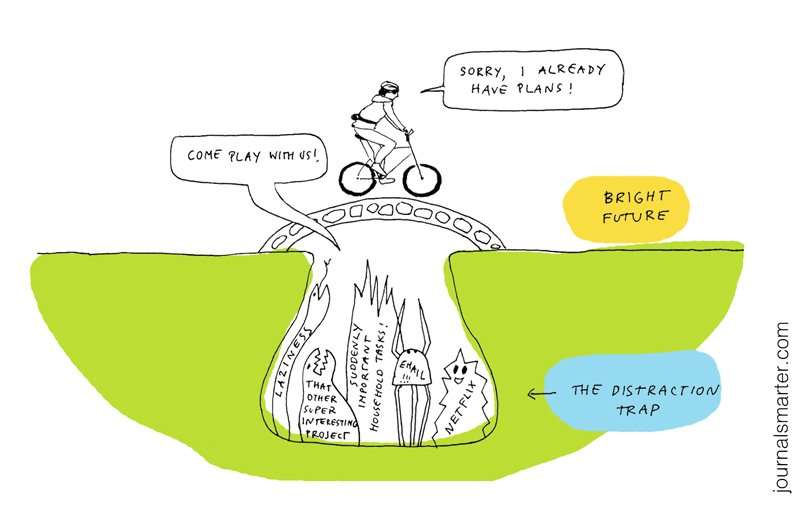 SORRY, I ALREADY
HAVE PLANS!
COME PLAY WITH US!
BRIGHT
FUTURE
LAZINESS
THAT
OTHER
SUPER
INTERESTING
PROJECT
SUDDENLY
IMPORTANT
HOUSEHOLD TASKS!
EMAIL
!!!
NETFLIX
THE DISTRACTION
TRAP
journalsmarter.com